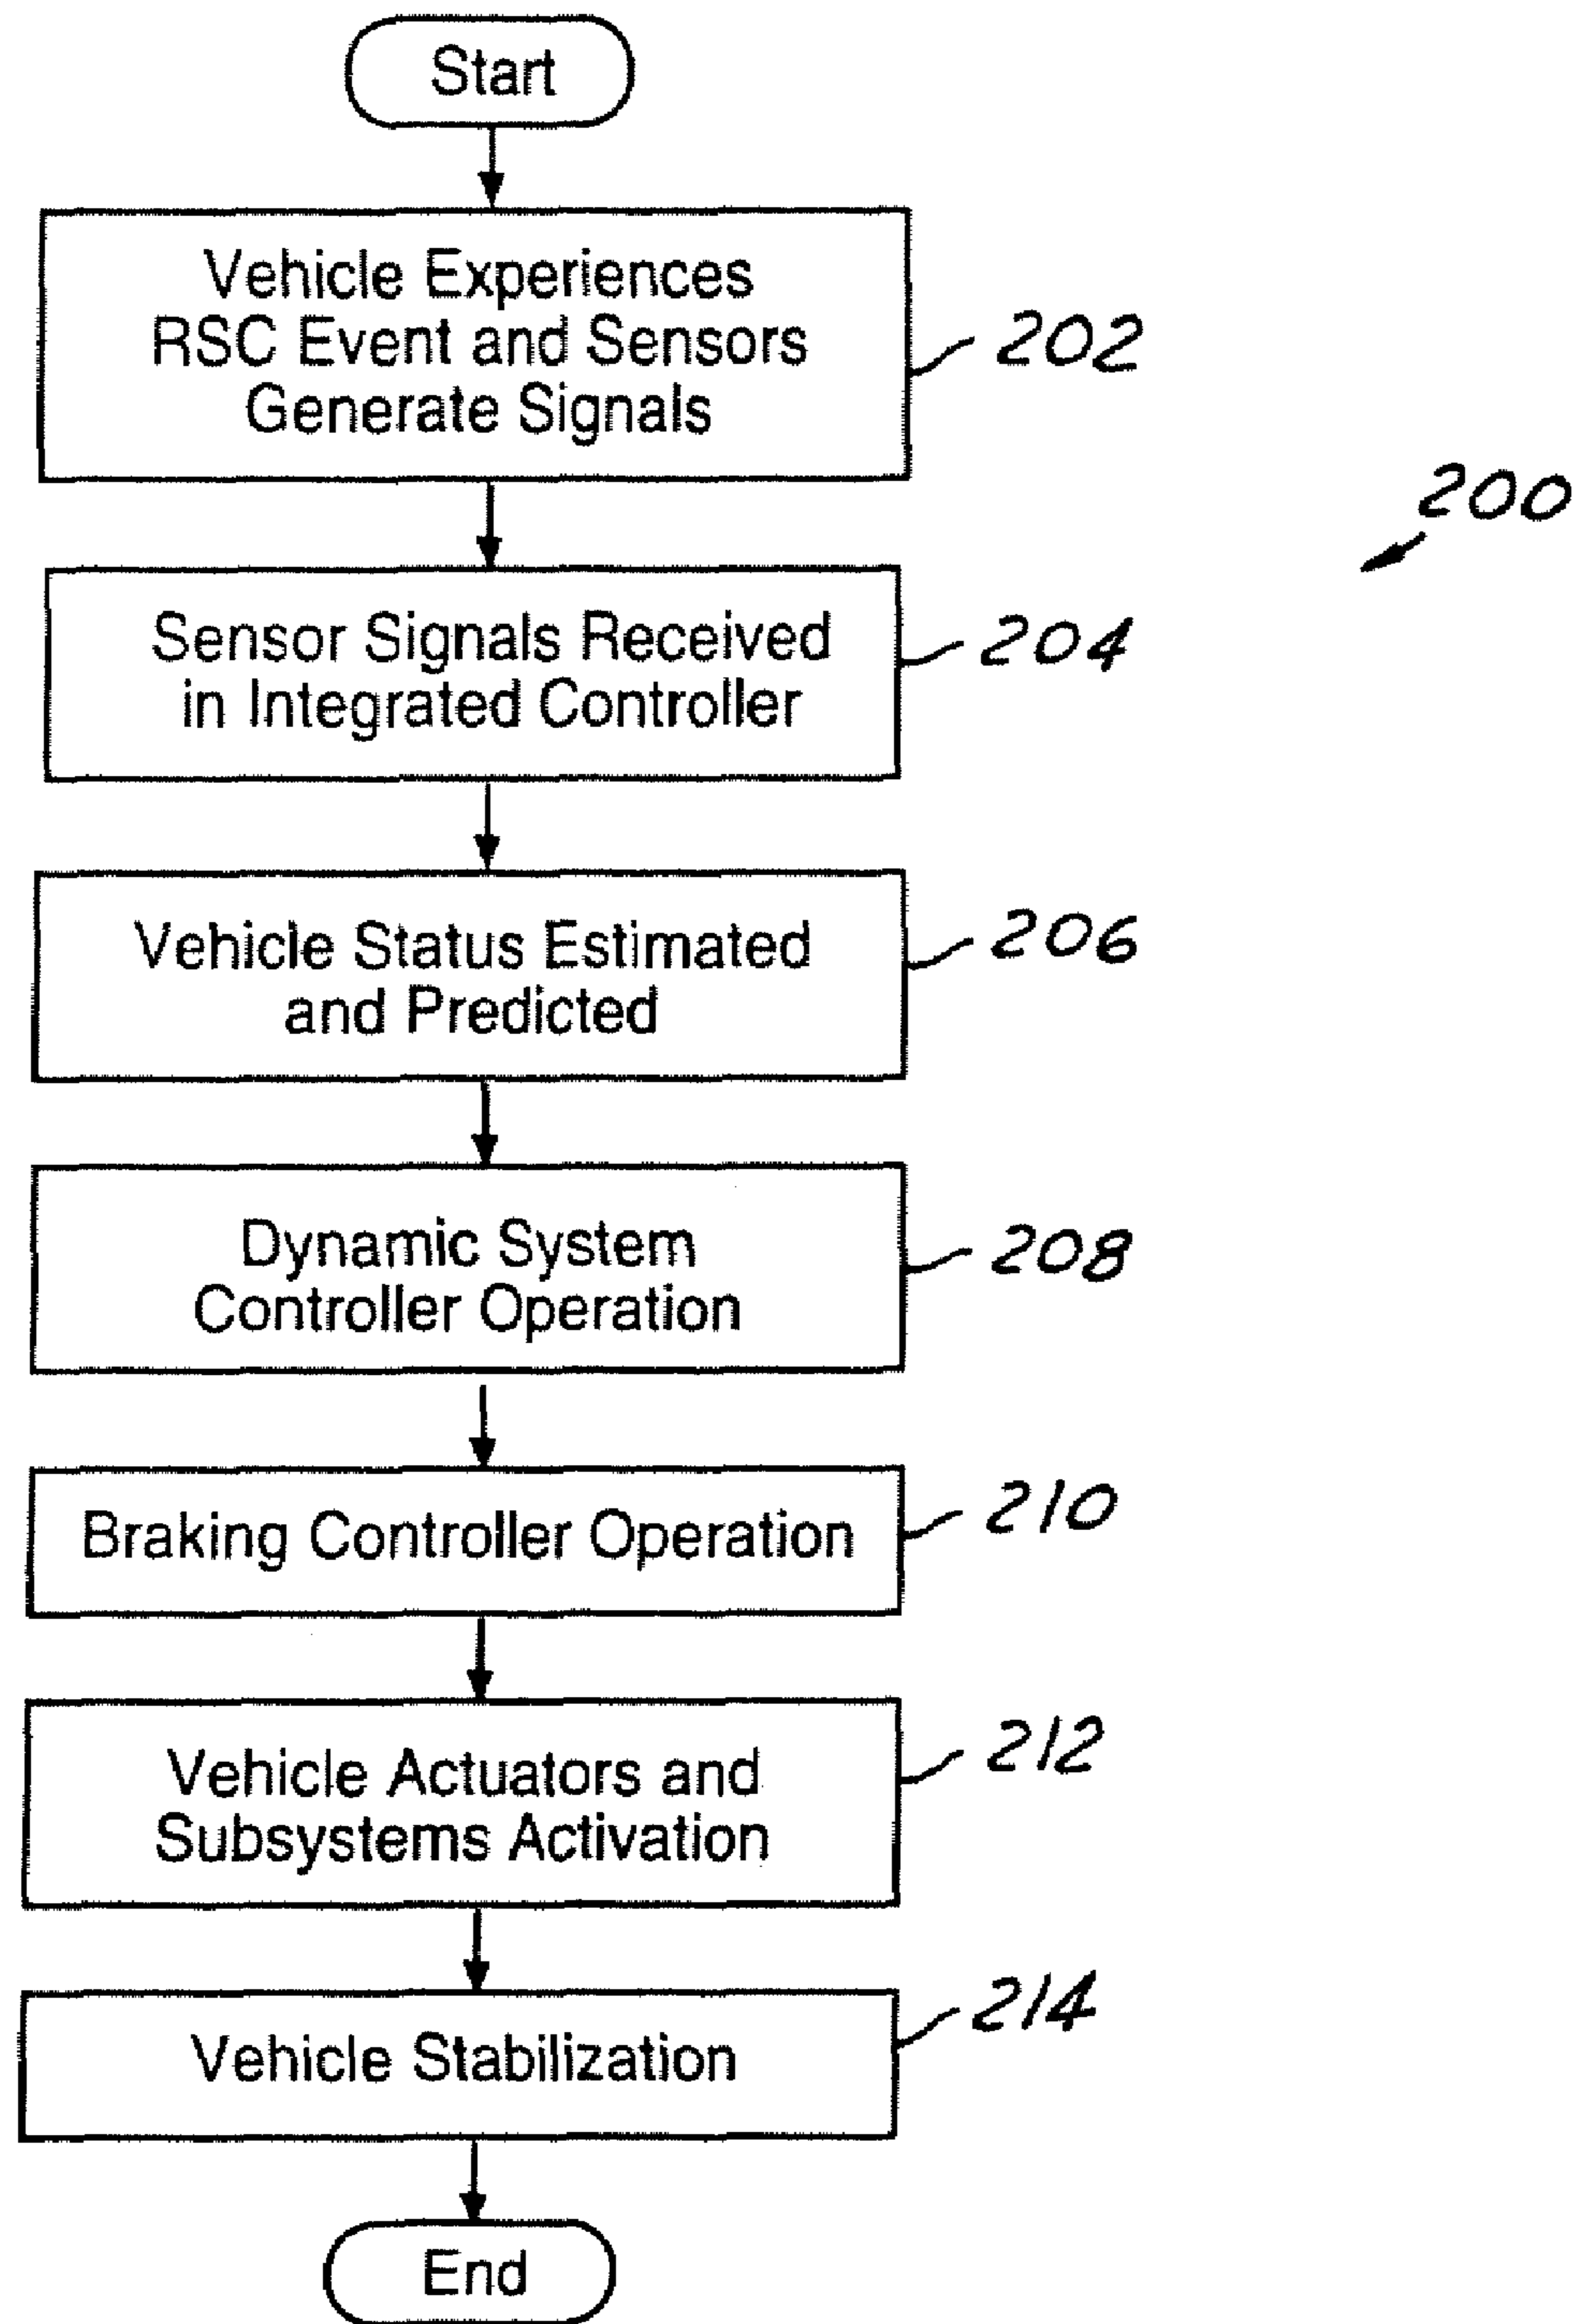 Start
Vehicle Experiences
RSC Event and Sensors
Generate Signals
202
200
Sensor Signals Received
in Integrated Controller
204
Vehicle Status Estimated
and Predicted
206
Dynamic System
Controller Operation
208
Braking Controller Operation
210
Vehicle Actuators and
Subsystems Activation
212
Vehicle Stabilization
214
End